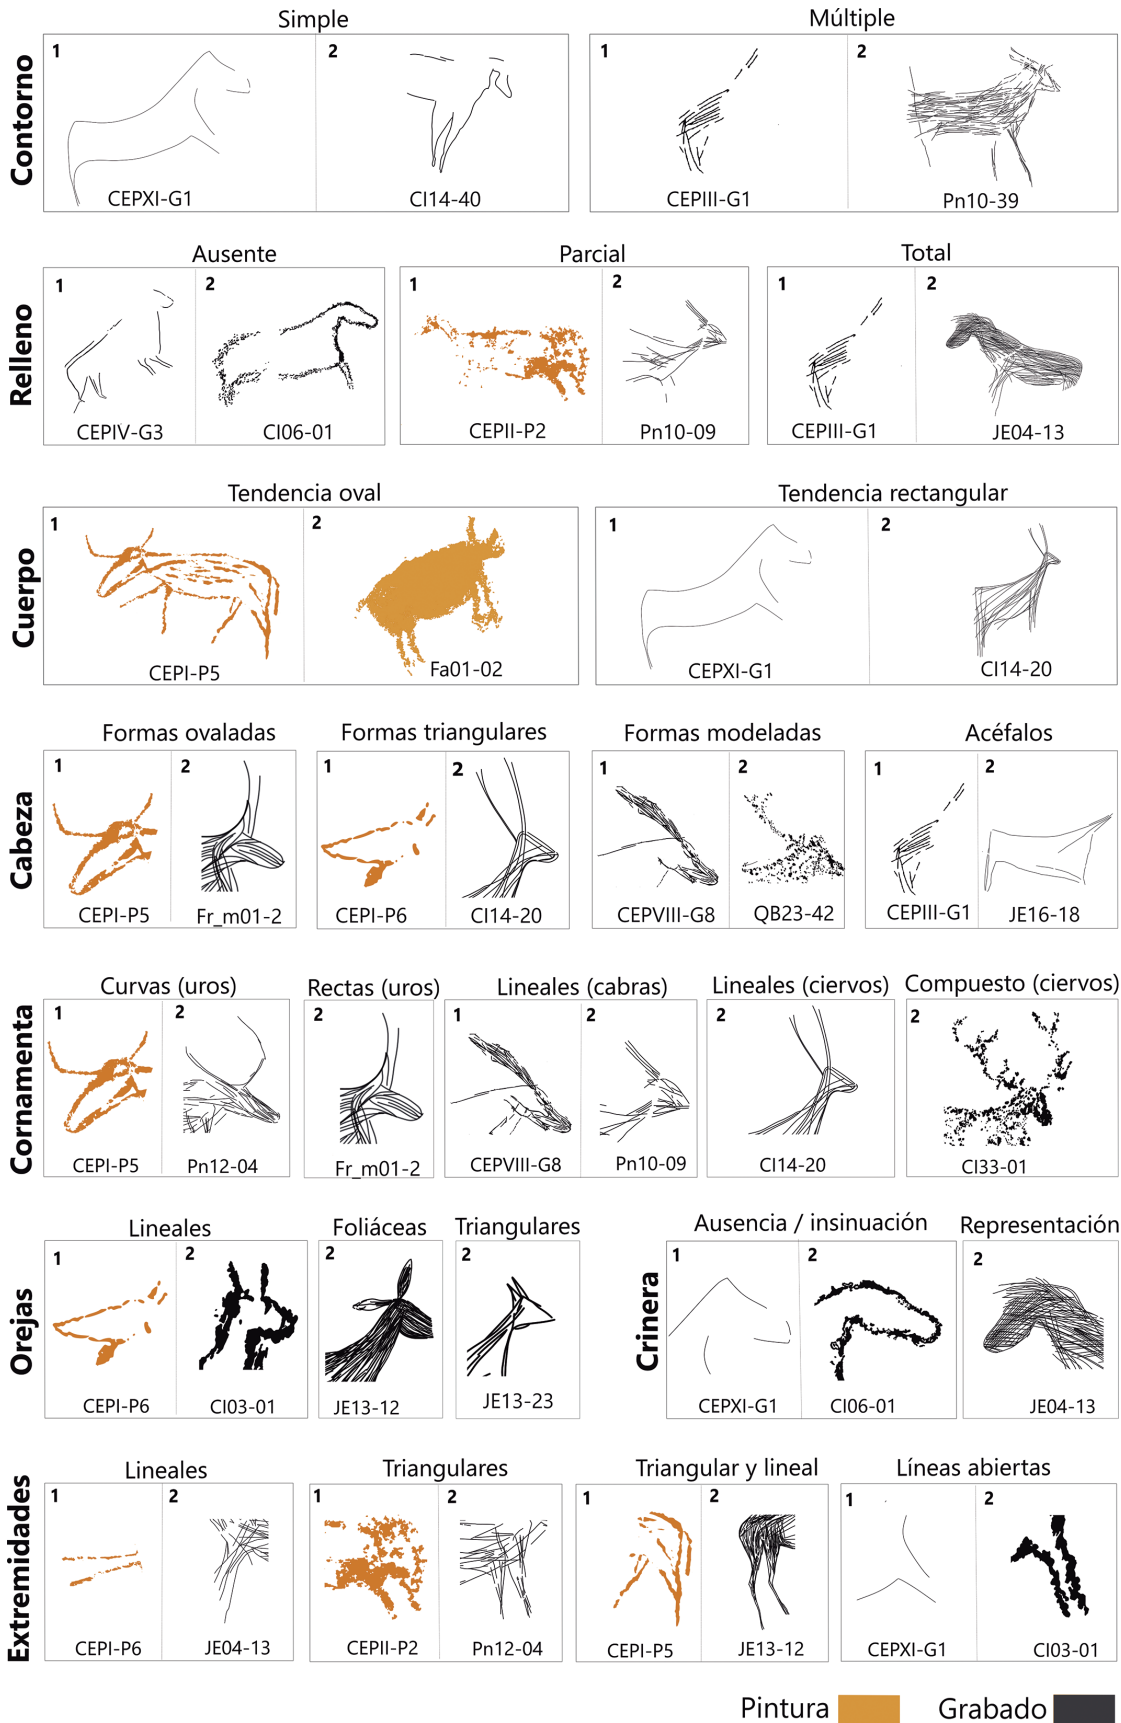 Contorno
Simple
Múltiple
1
2
1
2
CEPXI-G1
CI14-40
CEPIII-G1
Pn10-39
Relleno
Ausente
Parcial
Total
1
2
1
2
1
2
CEPIV-G3
CI06-01
CEPII-P2
Pn10-09
CEPIII-G1
JE04-13
Cuerpo
Tendencia oval
Tendencia rectangular
1
2
1
2
CEPI-P5
Fa01-02
CEPXI-G1
CI14-20
Cabeza
Formas ovaladas
Formas triangulares
Formas modeladas
Acéfalos
1
2
1
2
1
2
1
2
CEPI-P5
Fr_m01-2
CEPI-P6
CI14-20
CEPVIII-G8
QB23-42
CEPIII-G1
JE16-18
Cornamenta
Curvas (uros)
Rectas (uros)
Lineales (cabras)
Lineales (ciervos)
Compuesto (ciervos)
1
2
2
1
2
2
2
CEPI-P5
Pn12-04
Fr_m01-2
CEPVIII-G8
Pn10-09
CI14-20
CI33-01
Orejas
Lineales
Foliáceas
Triangulares
1
2
2
2
CEPI-P6
CI03-01
JE13-12
JE13-23
Crinera
Ausencia / insinuación
Representación
1
2
2
CEPXI-G1
CI06-01
JE04-13
Extremidades
Lineales
Triangulares
Triangular y lineal
Líneas abiertas
1
2
1
2
1
2
1
2
CEPI-P6
JE04-13
CEPII-P2
Pn12-04
CEPI-P5
JE13-12
CEPXI-G1
CI03-01
Pintura
Grabado